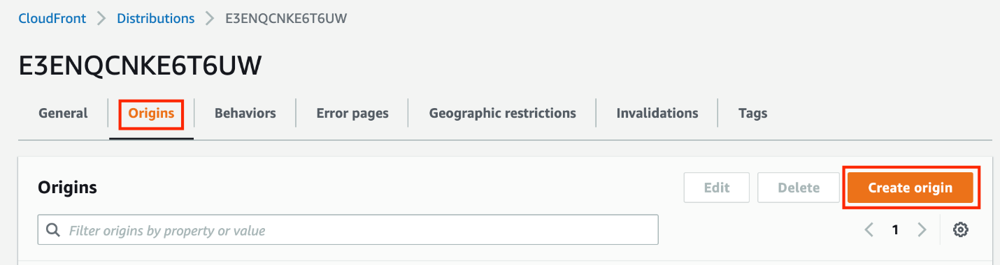 CloudFront Distributions E3ENQCNKE6T6UW
E3ENQCNKE6T6UW
General Origins Behaviors Error pages Geographic restrictions Invalidations Tags
Origins Edit Delete Create origin
Filter origins by property or value 1